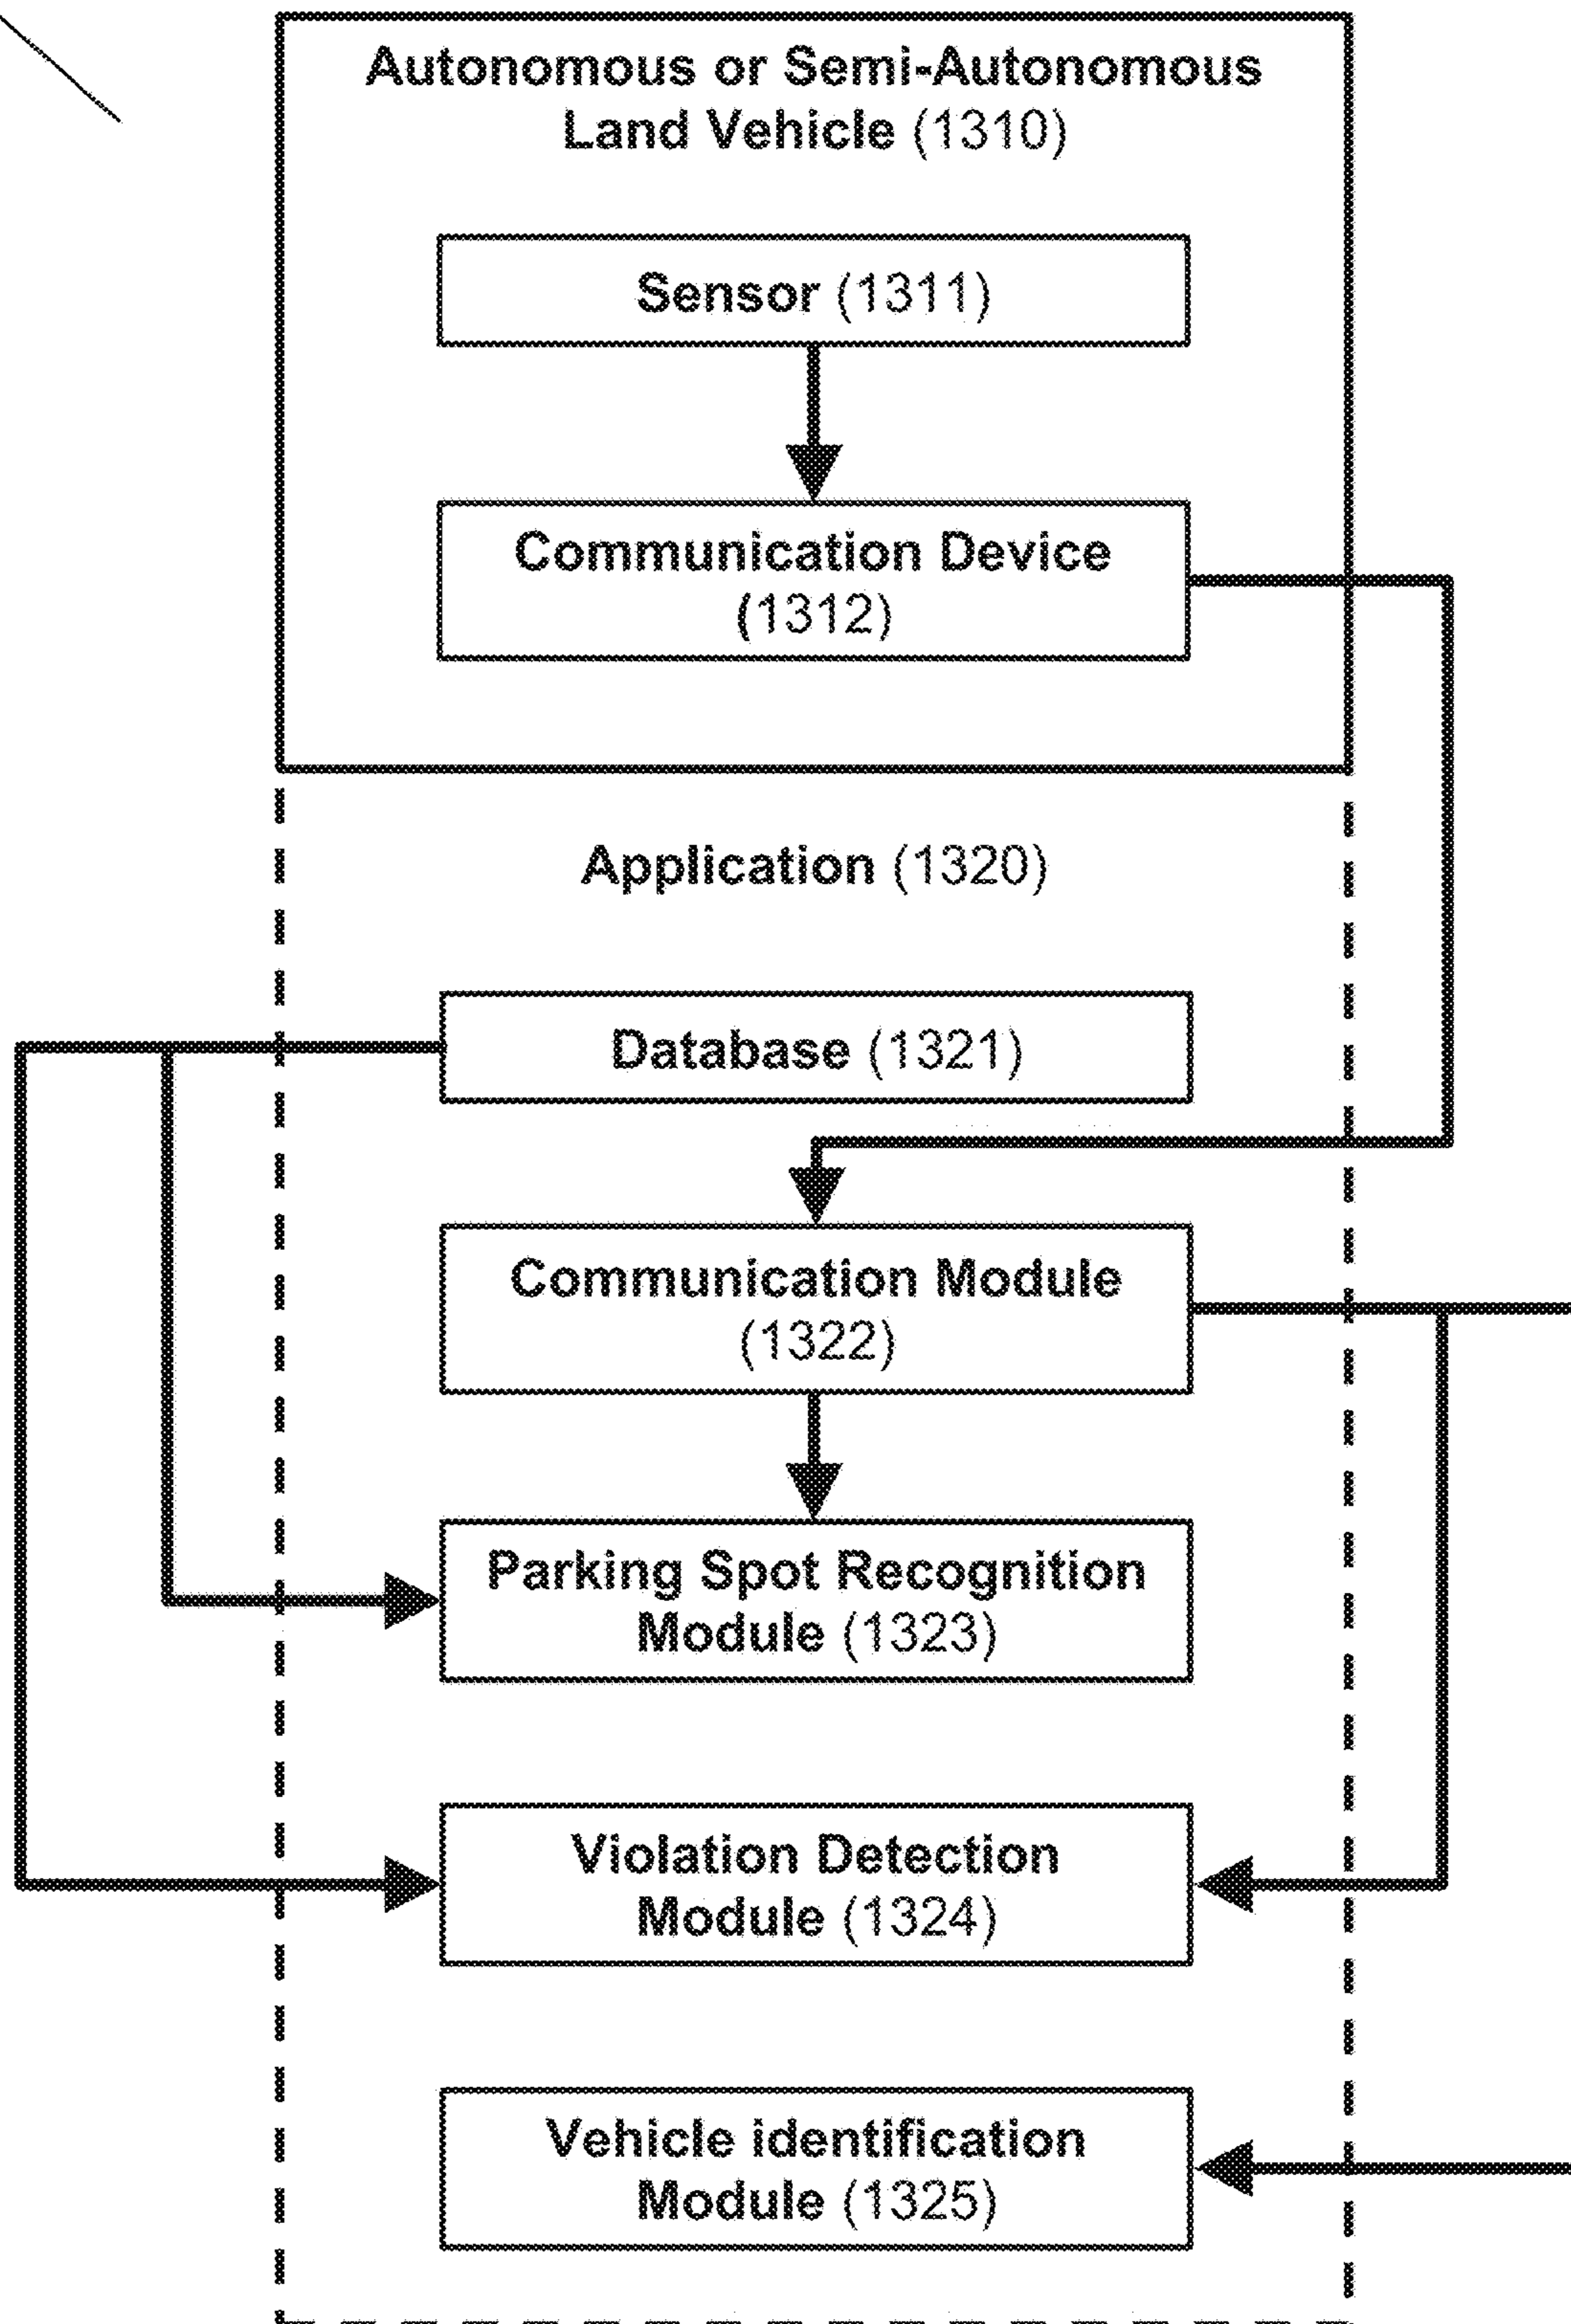 Autonomous or Semi-Autonomous
Land Vehicle (1310)
Sensor (1311)
Communication Device
(1312)
Application (1320)
Database (1321)
Communication Module
(1322)
Parking Spot Recognition
Module (1323)
Violation Detection
Module (1324)
Vehicle identification
Module (1325)